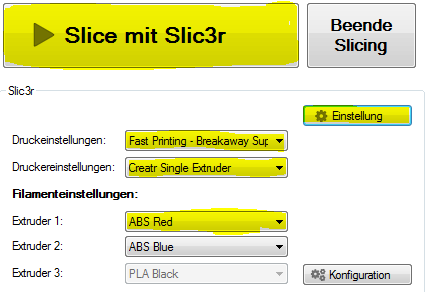 Slice mit Slic3r
Beende
Slicing
Slic3r
Einstellung
Druckeinstellungen:
Fast Printing - Breakaway Sup
Druckereinstellungen:
Creatr Single Extruder
Filamenteinstellungen:
Extruder 1:
ABS Red
Extruder 2:
ABS Blue
Extruder 3:
PLA Black
Konfiguration